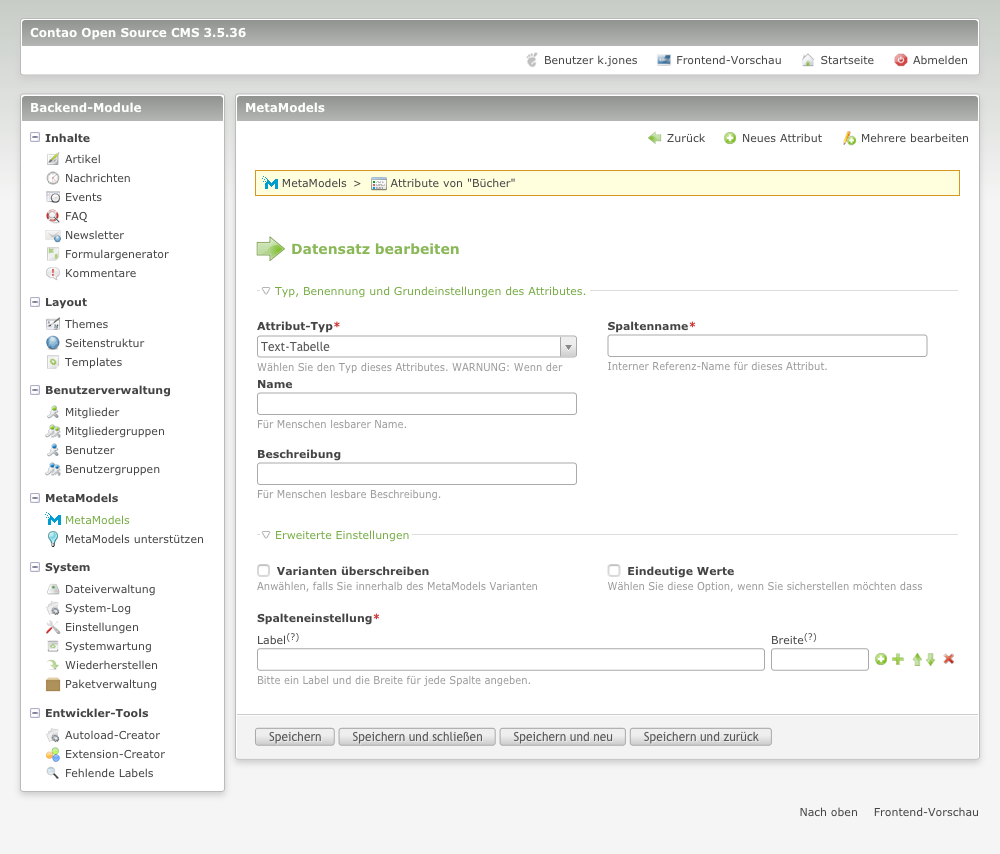 Contao Open Source CMS 3.5.36
Benutzer k.jones Frontend-Vorschau Startseite Abmelden
Backend-Module
Inhalte
Artikel
Nachrichten
Events
FAQ
Newsletter
Formulargenerator
Kommentare
Layout
Themes
Seitenstruktur
Templates
Benutzerverwaltung
Mitglieder
Mitgliedergruppen
Benutzer
Benutzergruppen
MetaModels
MetaModels
MetaModels unterstützen
System
Dateiverwaltung
System-Log
Einstellungen
Systemwartung
Wiederherstellen
Paketverwaltung
Entwickler-Tools
Autoload-Creator
Extension-Creator
Fehlende Labels
MetaModels
Zurück Neues Attribut Mehrere bearbeiten
MetaModels > Attribute von "Bücher"
Datensatz bearbeiten
Typ, Benennung und Grundeinstellungen des Attributes.
Attribut-Typ* Spaltenname*
Text-Tabelle
Wählen Sie den Typ dieses Attributes. WARNUNG: Wenn der Interner Referenz-Name für dieses Attribut.
Name
Für Menschen lesbarer Name.
Beschreibung
Für Menschen lesbare Beschreibung.
Erweiterte Einstellungen
Varianten überschreiben Eindeutige Werte
Anwählen, falls Sie innerhalb des MetaModels Varianten Wählen Sie diese Option, wenn Sie sicherstellen möchten dass
Spalteneinstellung*
Label(?) Breite(?)
Bitte ein Label und die Breite für jede Spalte angeben.
Speichern Speichern und schließen Speichern und neu Speichern und zurück
Nach oben Frontend-Vorschau